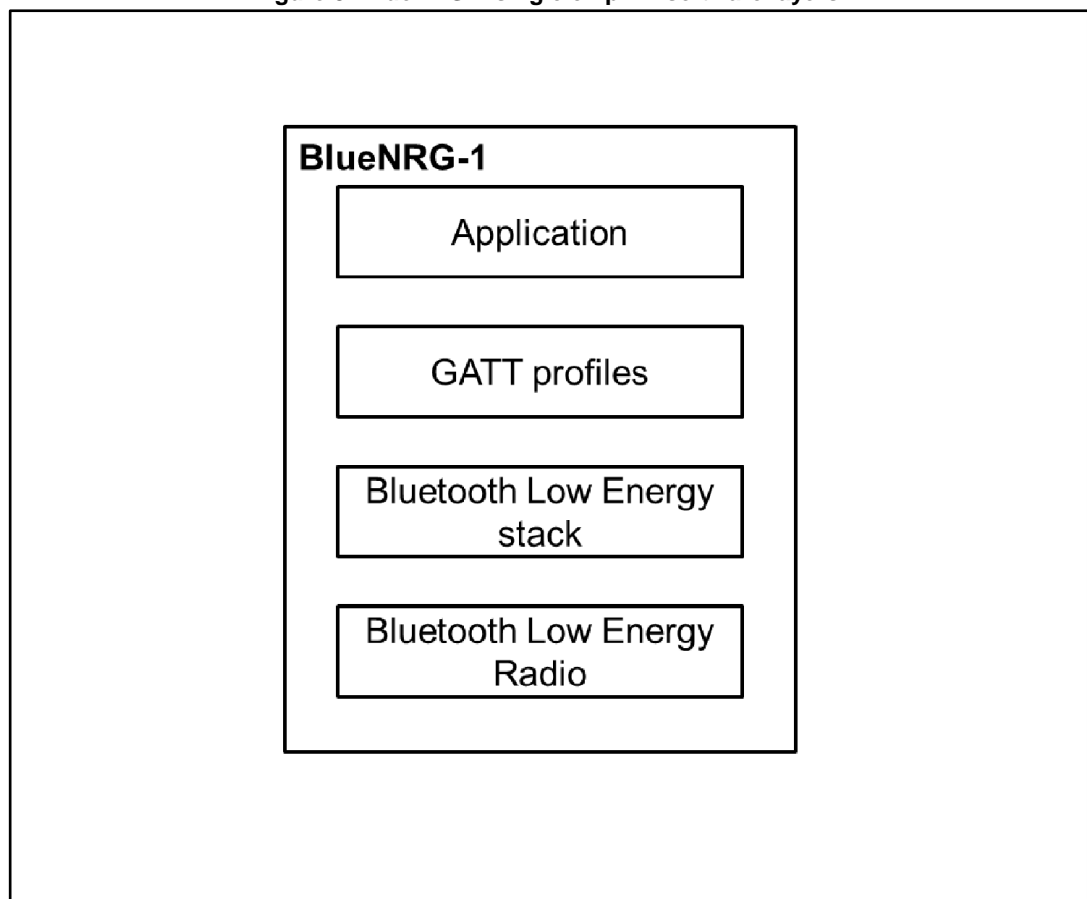 BlueNRG-1
Application
GATT profiles
Bluetooth Low Energy
stack
Bluetooth Low Energy
Radio